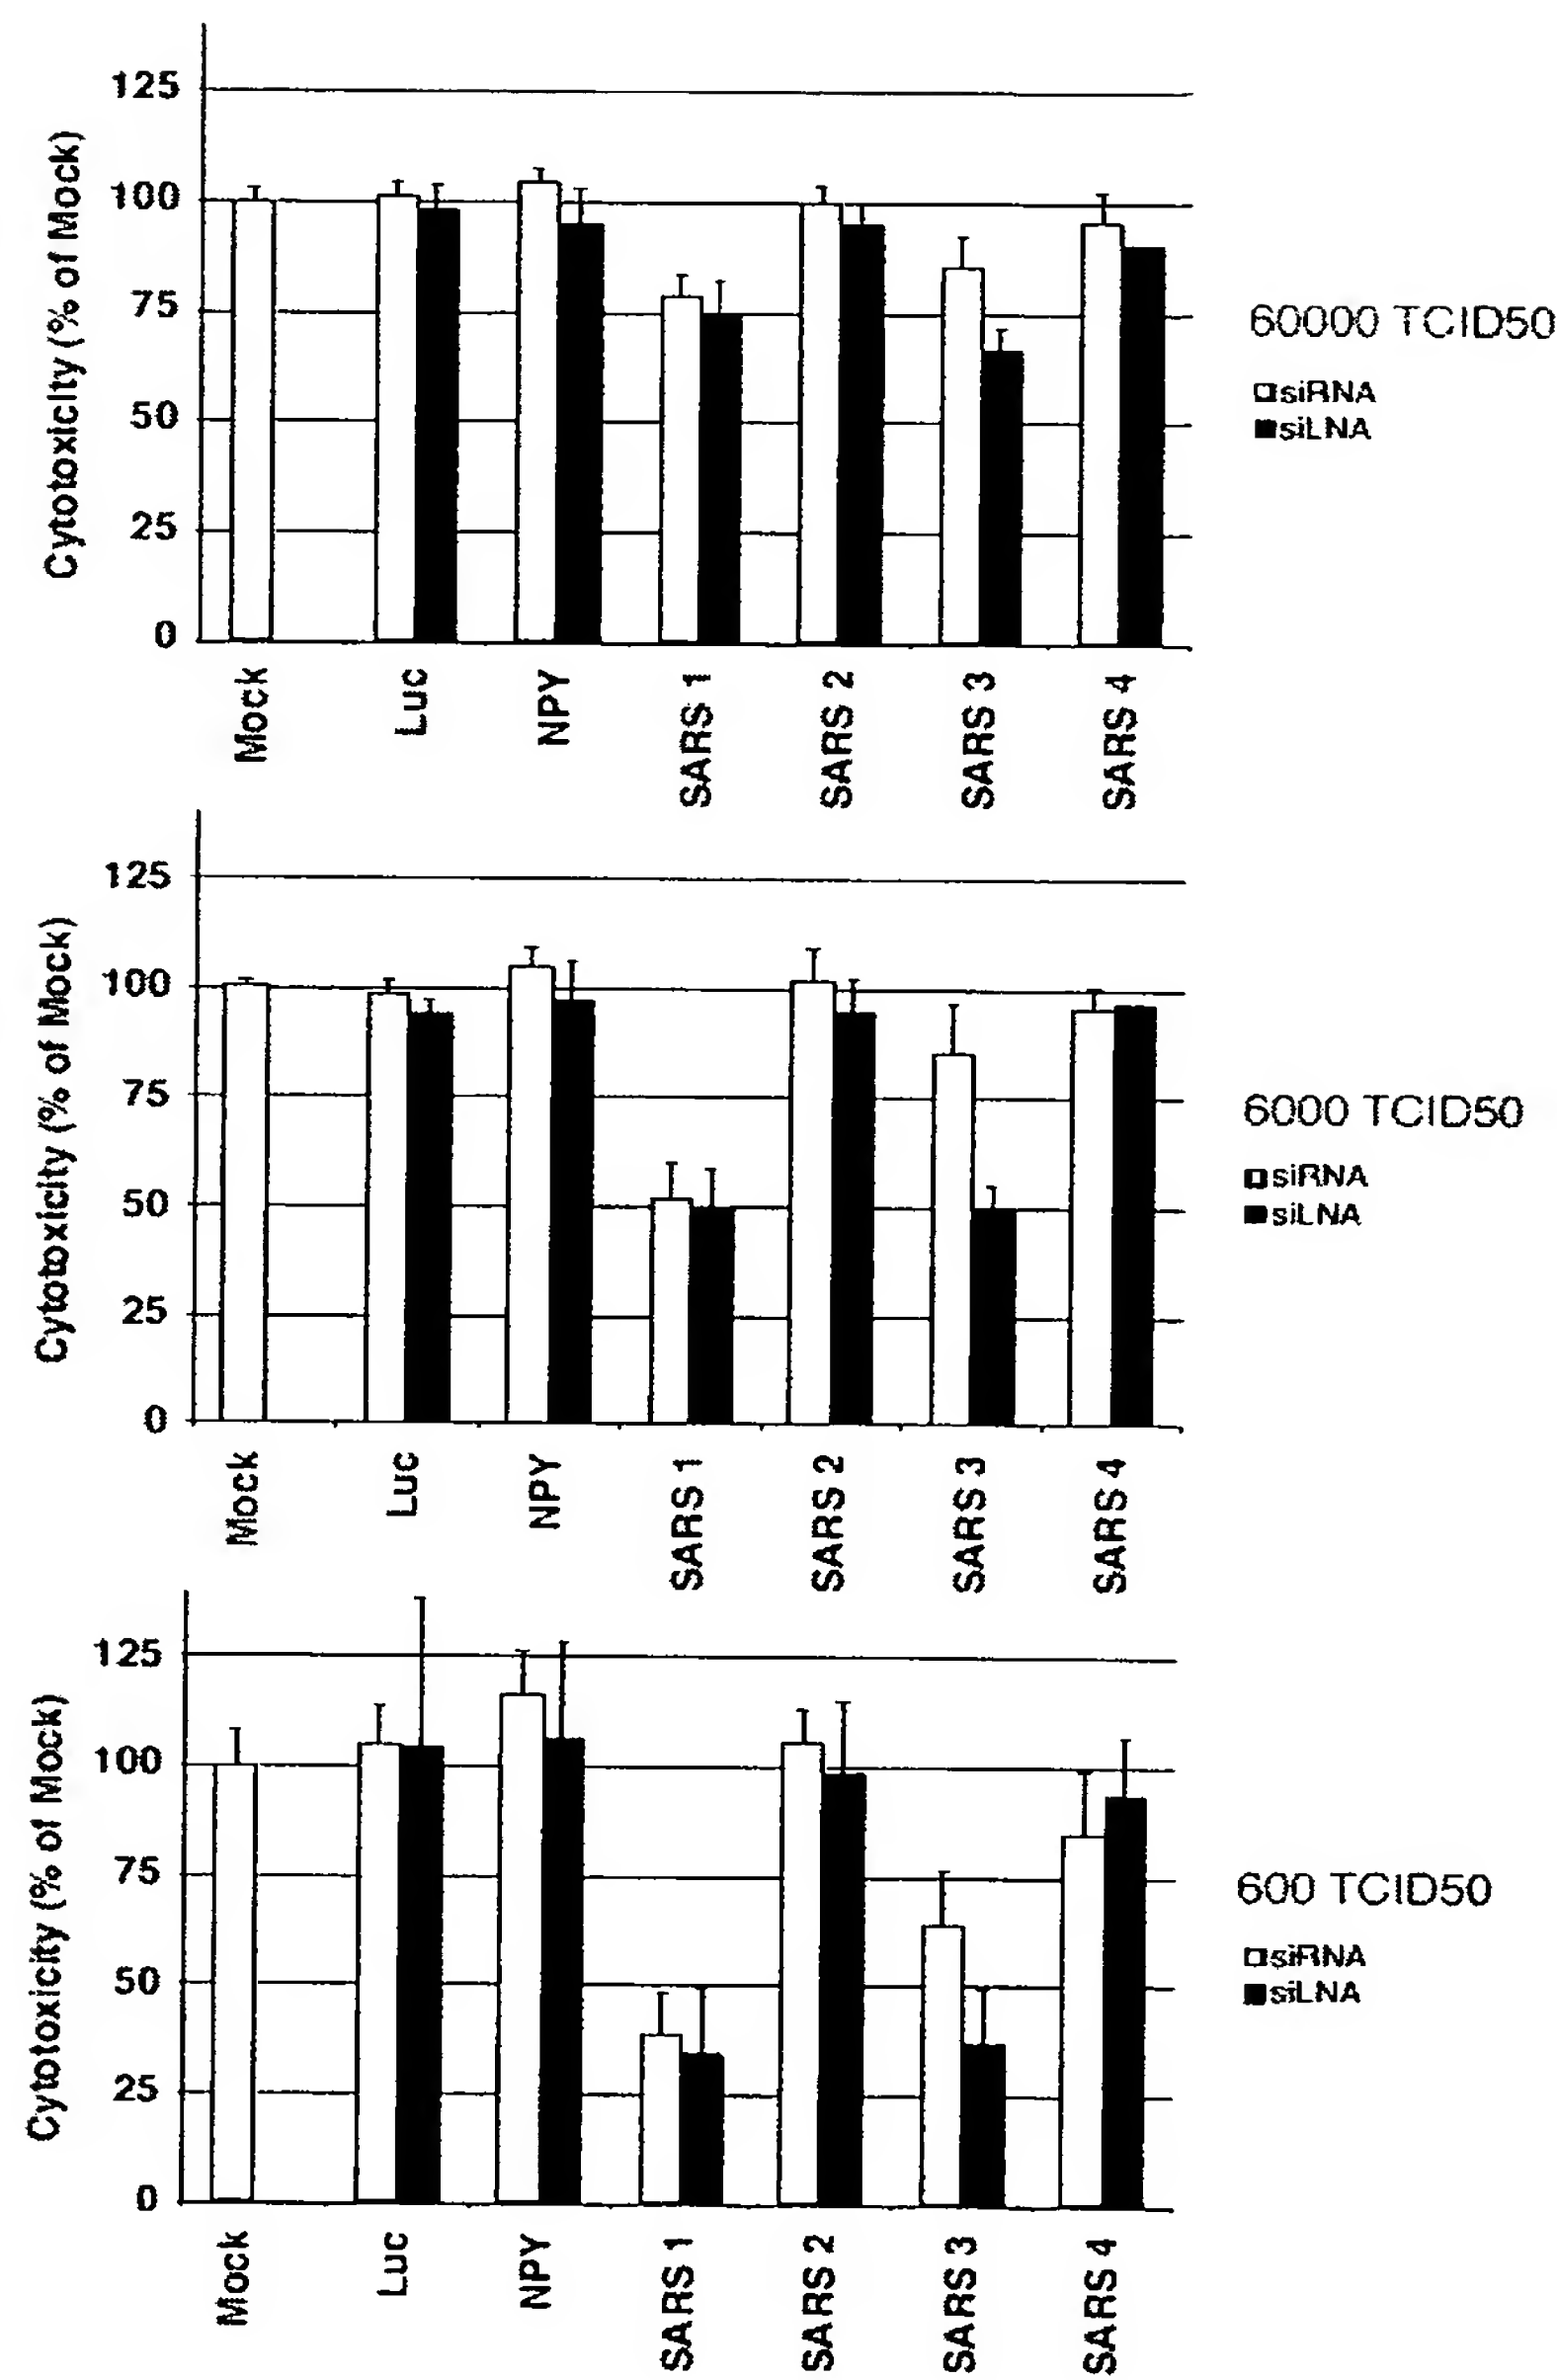 Cytotoxicity (% of Mock)
125
100
75
50
25
0
Mock
Luc
NPY
SARS 1
SARS 2
SARS 3
SARS 4
60000 TCID50
siRNA
siLNA
Cytotoxicity (% of Mock)
125
100
75
50
25
0
Mock
Luc
NPY
SARS 1
SARS 2
SARS 3
SARS 4
6000 TCID50
siRNA
siLNA
Cytotoxicity (% of Mock)
125
100
75
50
25
0
Mock
Luc
NPY
SARS 1
SARS 2
SARS 3
SARS 4
600 TCID50
siRNA
siLNA